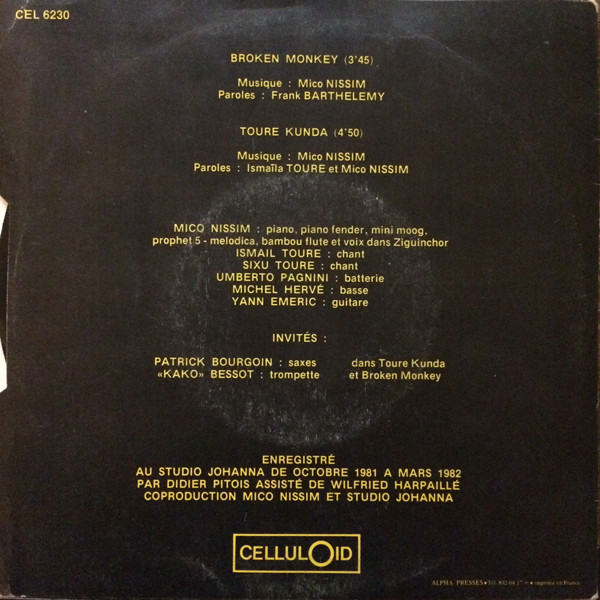 CEL 6230
BROKEN MONKEY (3'45)
Musique : Mico NISSIM
Paroles : Frank BARTHELEMY
TOURE KUNDA (4'50)
Musique : Mico NISSIM
Paroles : Ismaïla TOURE et Mico NISSIM
MICO NISSIM : piano, piano fender, mini moog,
prophet 5 - melodica, bambou flute et voix dans Ziguinchor
ISMAIL TOURE : chant
SIXU TOURE : chant
UMBERTO PAGNINI : batterie
MICHEL HERVÉ : basse
YANN EMERIC : guitare
INVITÉS :
PATRICK BOURGOIN : saxes dans Toure Kunda
«KAKO» BESSOT : trompette et Broken Monkey
ENREGISTRÉ
AU STUDIO JOHANNA DE OCTOBRE 1981 A MARS 1982
PAR DIDIER PITOIS ASSISTÉ DE WILFRIED HARPAILLÉ
COPRODUCTION MICO NISSIM ET STUDIO JOHANNA
CELLULOID
ALPHA PRESSES • imprimé en France